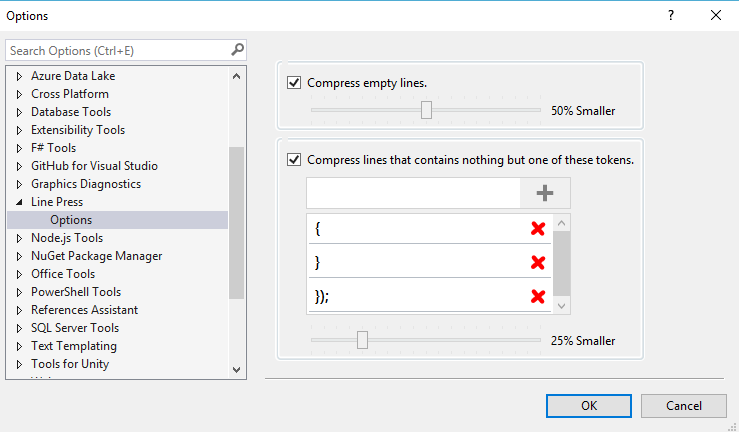 Options
?
Search Options (Ctrl+E)
Azure Data Lake
Cross Platform
Database Tools
Extensibility Tools
F# Tools
GitHub for Visual Studio
Graphics Diagnostics
Line Press
Options
Node.js Tools
NuGet Package Manager
Office Tools
PowerShell Tools
References Assistant
SQL Server Tools
Text Templating
Tools for Unity
Compress empty lines.
50% Smaller
Compress lines that contains nothing but one of these tokens.
{
}
});
25% Smaller
OK
Cancel